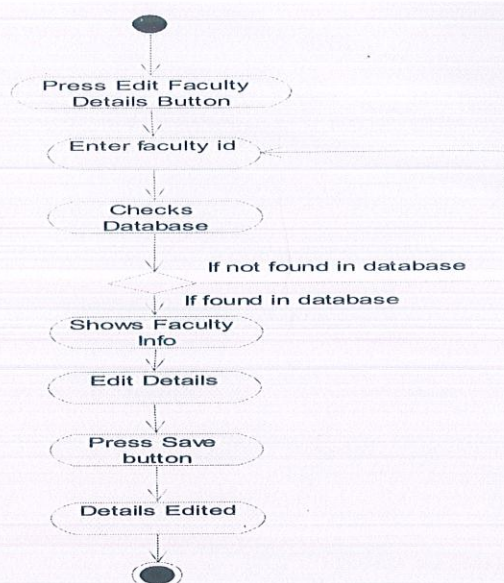 Press Edit Faculty
Details Button
Enter faculty id
Checks
Database
If not found in database
If found in database
Shows Faculty
Info
Edit Details
Press Save
button
Details Edited